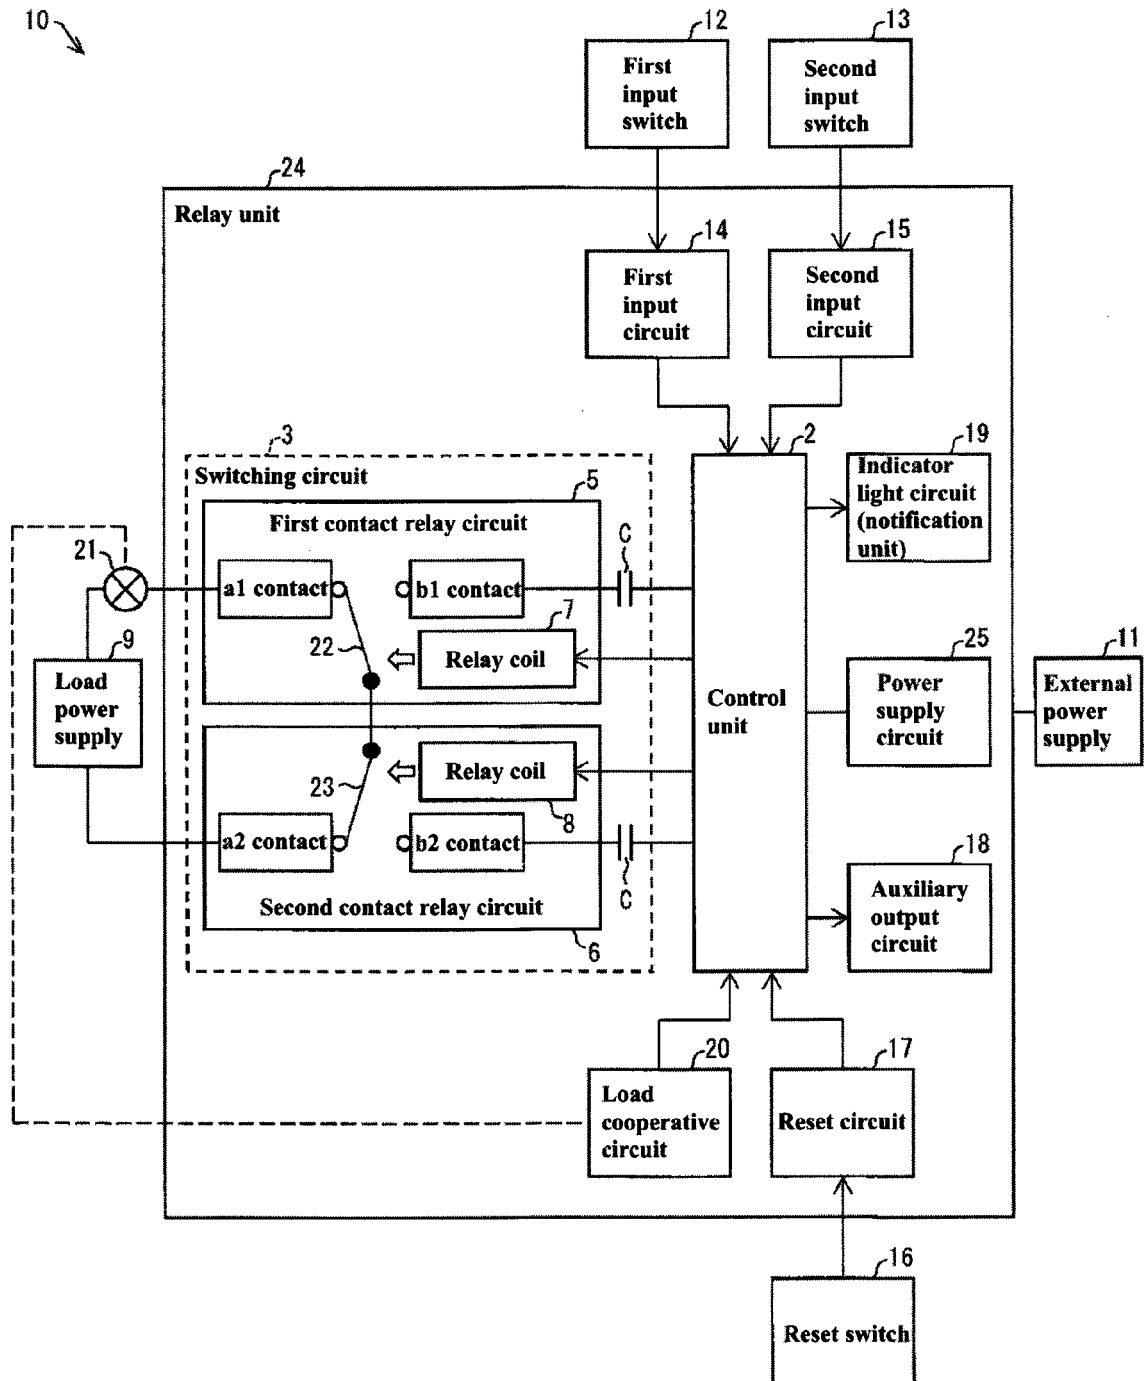 10
12
First
input
switch
13
Second
input
switch
24
Relay unit
14
First
input
circuit
15
Second
input
circuit
3
Switching circuit
5
First contact relay circuit
a1 contact
b1 contact
C
22
7
Relay coil
21
9
Load
power
supply
2
Control
unit
19
Indicator
light circuit
(notification
unit)
25
Power
supply
circuit
11
External
power
supply
Relay coil
8
23
a2 contact
b2 contact
C
Second contact relay circuit
6
18
Auxiliary
output
circuit
20
Load
cooperative
circuit
17
Reset circuit
16
Reset switch